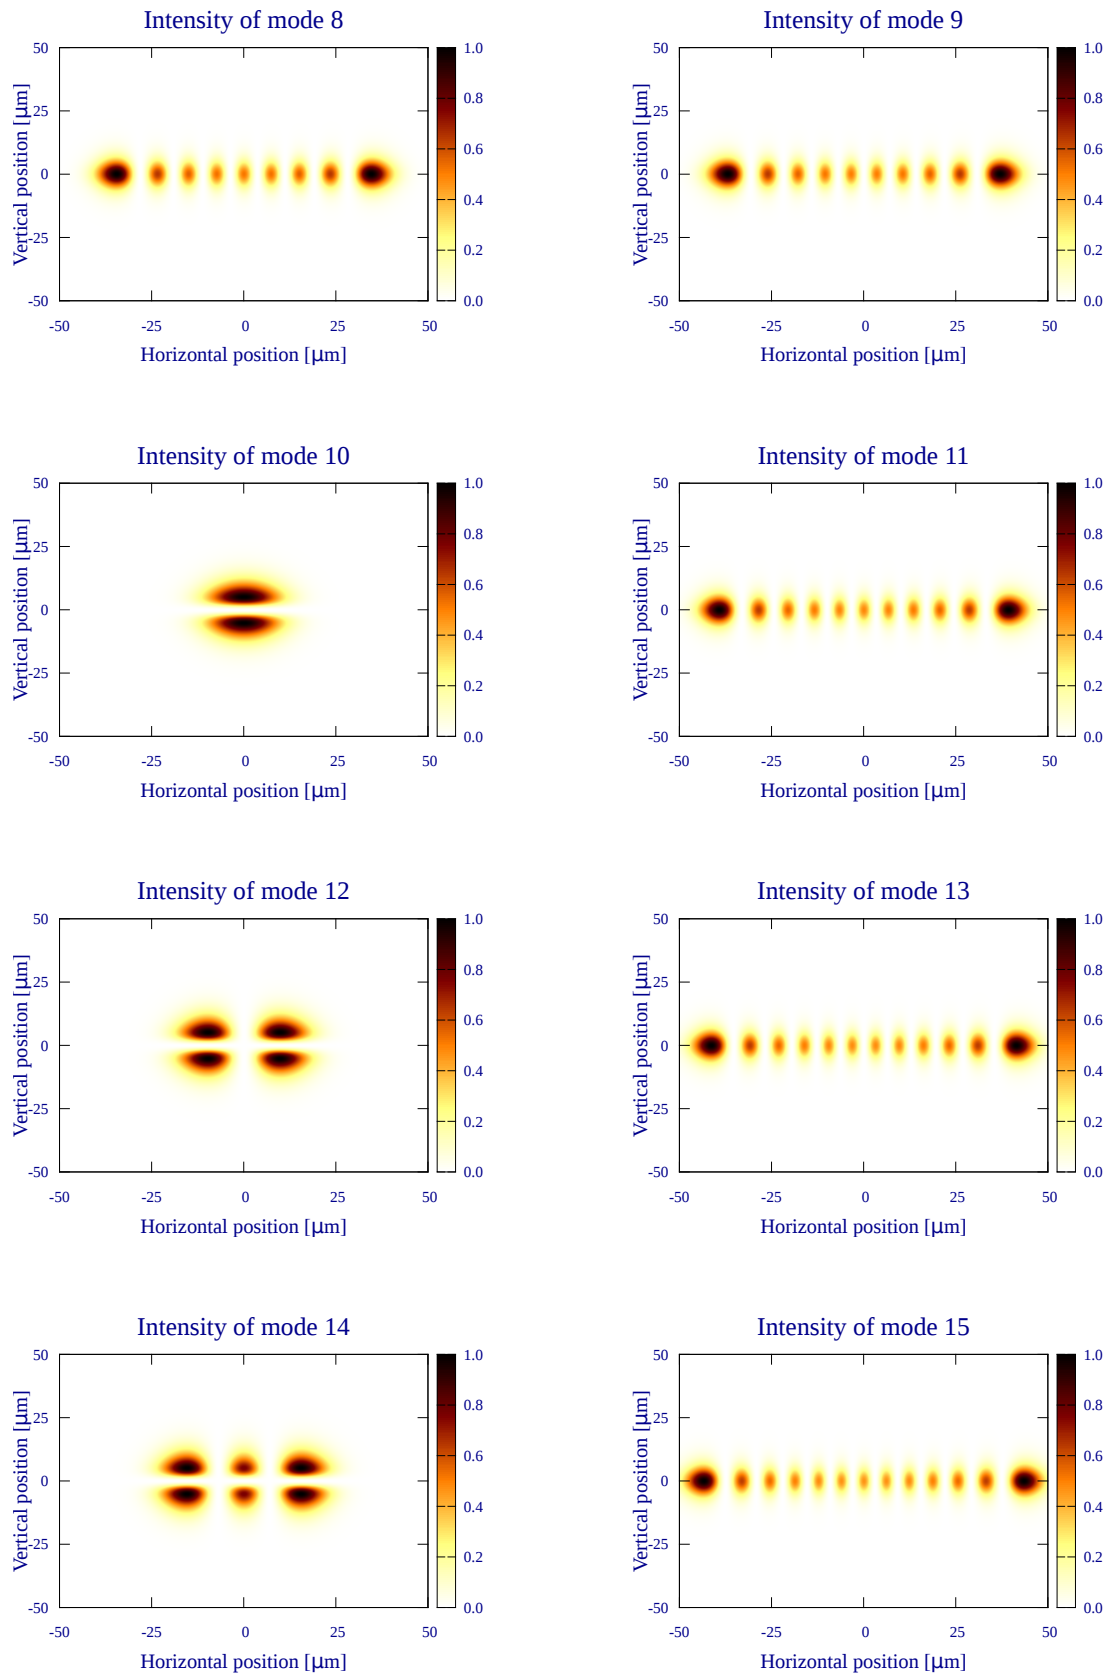 Intensity of mode 8
50
25
0
-25
-50
Vertical position [μm]
-50 -25 0 25 50
Horizontal position [μm]
1.0
0.8
0.6
0.4
0.2
0.0
Intensity of mode 9
50
25
0
-25
-50
Vertical position [μm]
-50 -25 0 25 50
Horizontal position [μm]
1.0
0.8
0.6
0.4
0.2
0.0
Intensity of mode 10
50
25
0
-25
-50
Vertical position [μm]
-50 -25 0 25 50
Horizontal position [μm]
1.0
0.8
0.6
0.4
0.2
0.0
Intensity of mode 11
50
25
0
-25
-50
Vertical position [μm]
-50 -25 0 25 50
Horizontal position [μm]
1.0
0.8
0.6
0.4
0.2
0.0
Intensity of mode 12
50
25
0
-25
-50
Vertical position [μm]
-50 -25 0 25 50
Horizontal position [μm]
1.0
0.8
0.6
0.4
0.2
0.0
Intensity of mode 13
50
25
0
-25
-50
Vertical position [μm]
-50 -25 0 25 50
Horizontal position [μm]
1.0
0.8
0.6
0.4
0.2
0.0
Intensity of mode 14
50
25
0
-25
-50
Vertical position [μm]
-50 -25 0 25 50
Horizontal position [μm]
1.0
0.8
0.6
0.4
0.2
0.0
Intensity of mode 15
50
25
0
-25
-50
Vertical position [μm]
-50 -25 0 25 50
Horizontal position [μm]
1.0
0.8
0.6
0.4
0.2
0.0